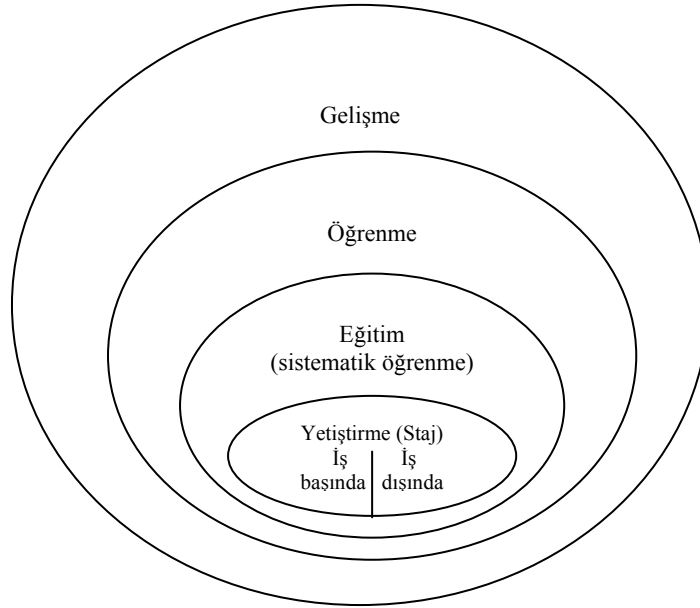 Gelişme
Öğrenme
Eğitim
(sistematik öğrenme)
Yetiştirme (Staj)
İş İş
başında dışında